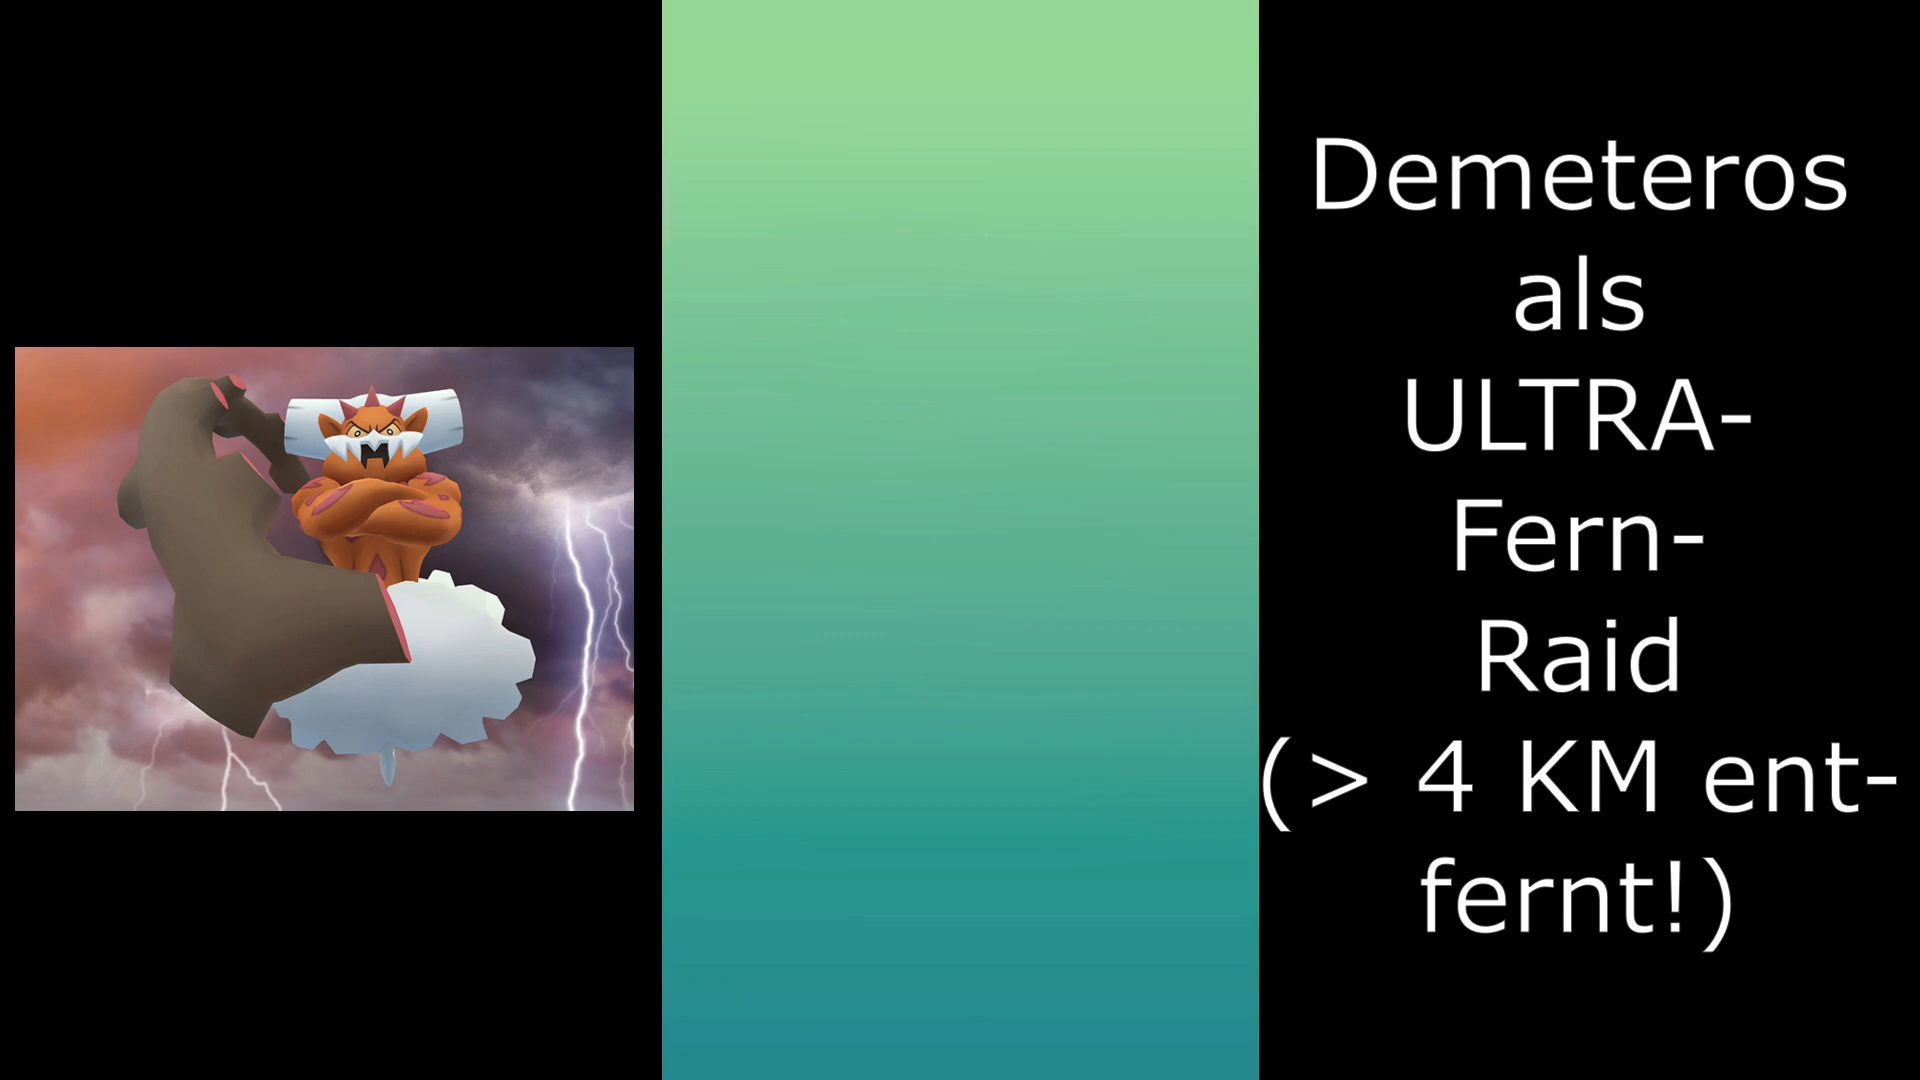 Demeteros
als
ULTRA-
Fern-
Raid
(> 4 KM ent-
fernt!)